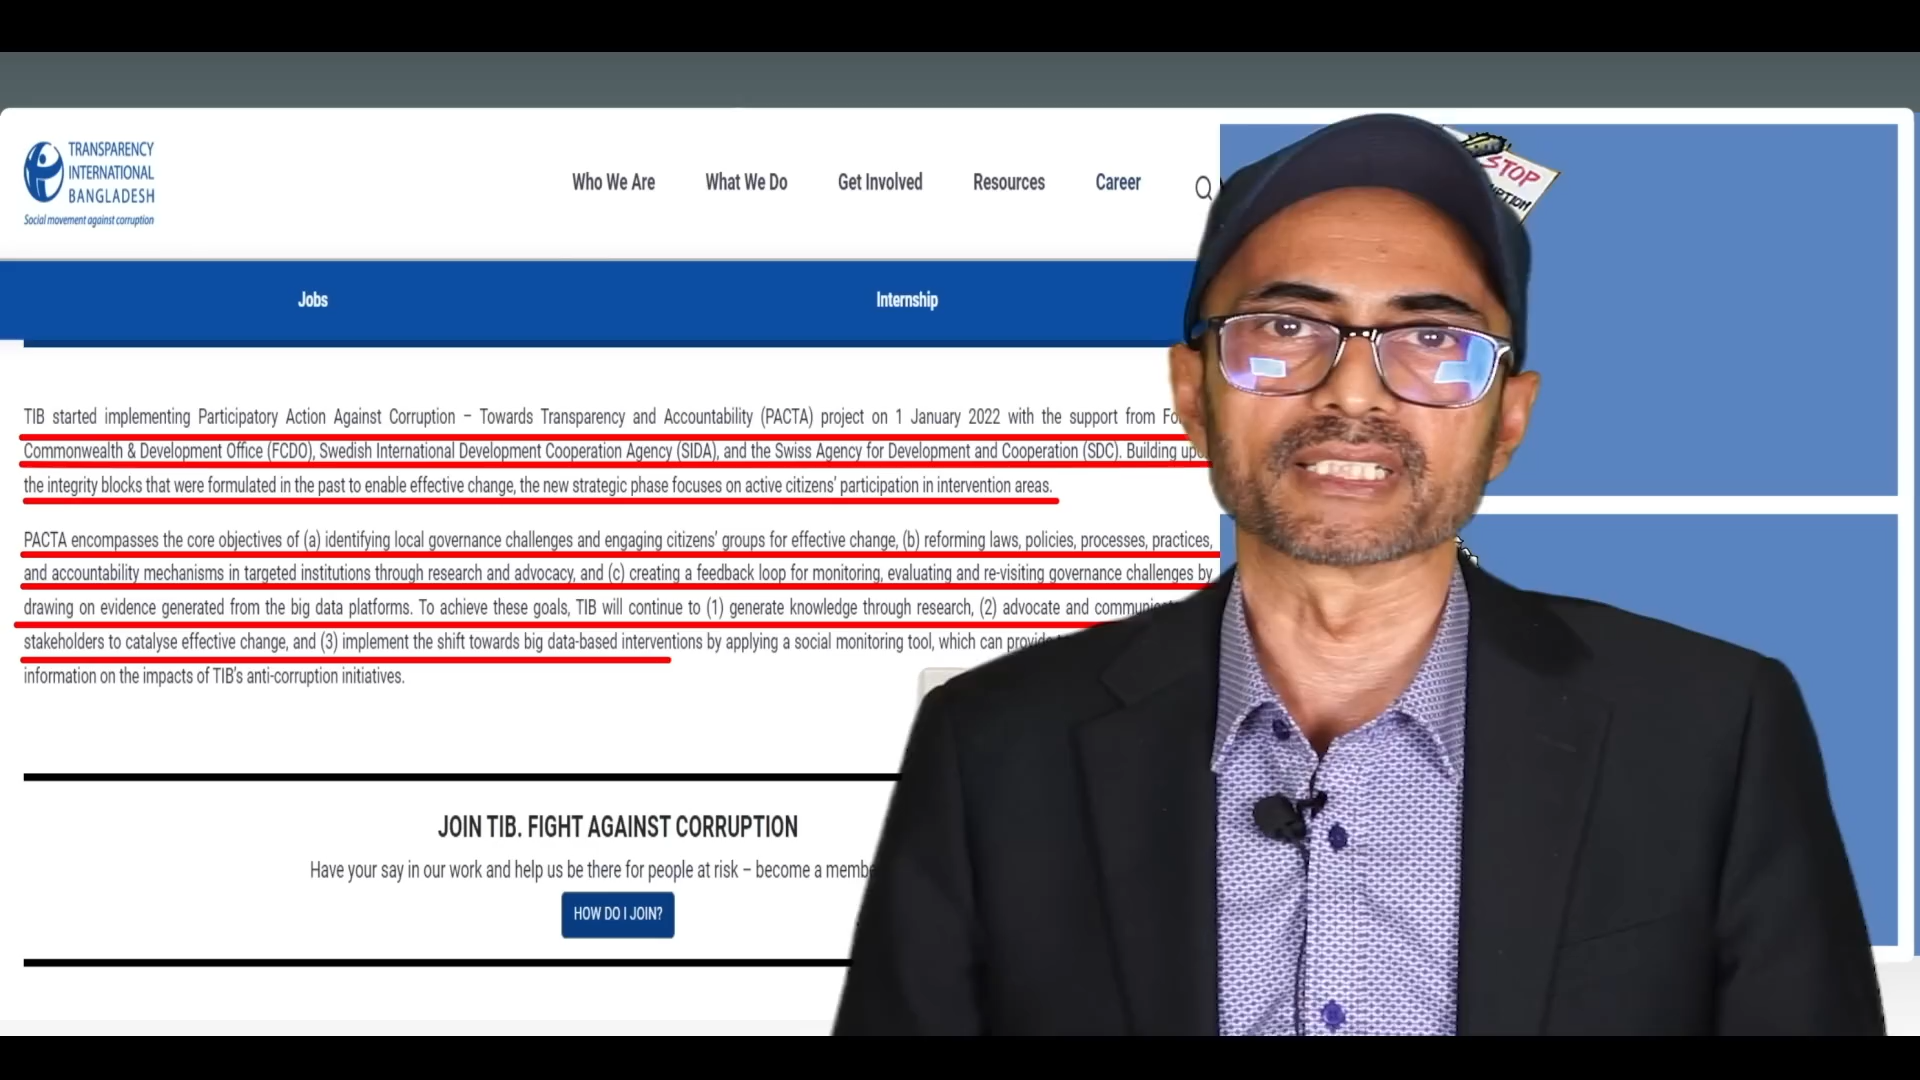 TRANSPARENCY
INTERNATIONAL
BANGLADESH
Social movement against corruption
Who We Are
What We Do
Get Involved
Resources
Career
STOP
Jobs
Internship
TIB started implementing Participatory Action Against Corruption – Towards Transparency and Accountability (PACTA) project on 1 January 2022 with the support from
Commonwealth & Development Office (FCDO), Swedish International Development Cooperation Agency (SIDA), and the Swiss Agency for Development and Cooperation (SDC). Building
the integrity blocks that were formulated in the past to enable effective change, the new strategic phase focuses on active citizens' participation in intervention areas.
PACTA encompasses the core objectives of (a) identifying local governance challenges and engaging citizens' groups for effective change, (b) reforming laws, policies, processes, practices,
and accountability mechanisms in targeted institutions through research and advocacy, and (c) creating a feedback loop for monitoring, evaluating and re-visiting governance challenges by
drawing on evidence generated from the big data platforms. To achieve these goals, TIB will continue to (1) generate knowledge through research, (2) advocate and
stakeholders to catalyse effective change, and (3) implement the shift towards big data-based interventions by applying a social monitoring tool, which can
information on the impacts of TIB's anti-corruption initiatives.
JOIN TIB. FIGHT AGAINST CORRUPTION
Have your say in our work and help us be there for people at risk – become a
HOW DO I JOIN?